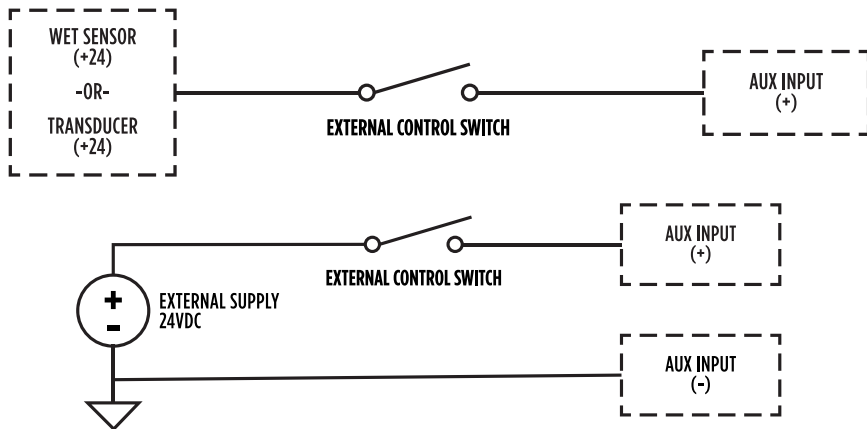 WET SENSOR
(+24)
-OR-
TRANSDUCER
(+24)
EXTERNAL CONTROL SWITCH
AUX INPUT
(+)
EXTERNAL CONTROL SWITCH
AUX INPUT
(+)
+
-
EXTERNAL SUPPLY
24VDC
AUX INPUT
(-)